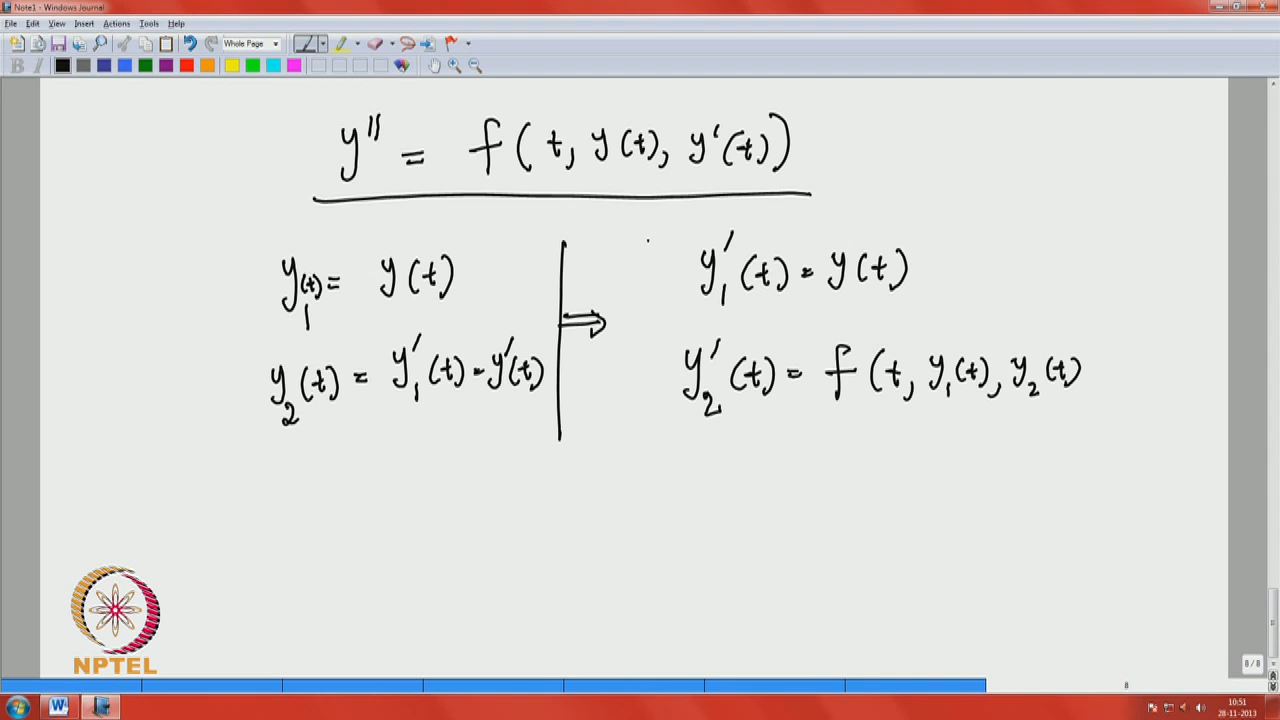 Note1 - Windows Journal
File Edit View Insert Actions Tools Help
Whole Page
B I
y'' = f(t, y(t), y'(t))
y₁(t) = y(t)
y₂(t) = y₁'(t) = y'(t)
⇒
y₁'(t) = y(t)
y₂'(t) = f(t, y₁(t), y₂(t)
NPTEL
8/8
8
10:51
28-11-2013